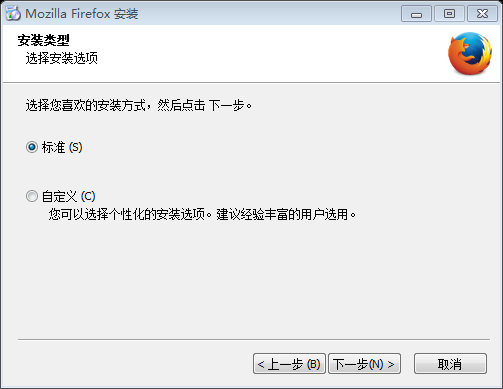 Mozilla Firefox 安装
安装类型
选择安装选项
选择您喜欢的安装方式，然后点击 下一步。
标准 (S)
自定义 (C)
您可以选择个性化的安装选项。建议经验丰富的用户选用。
< 上一步 (B) 下一步(N) > 取消